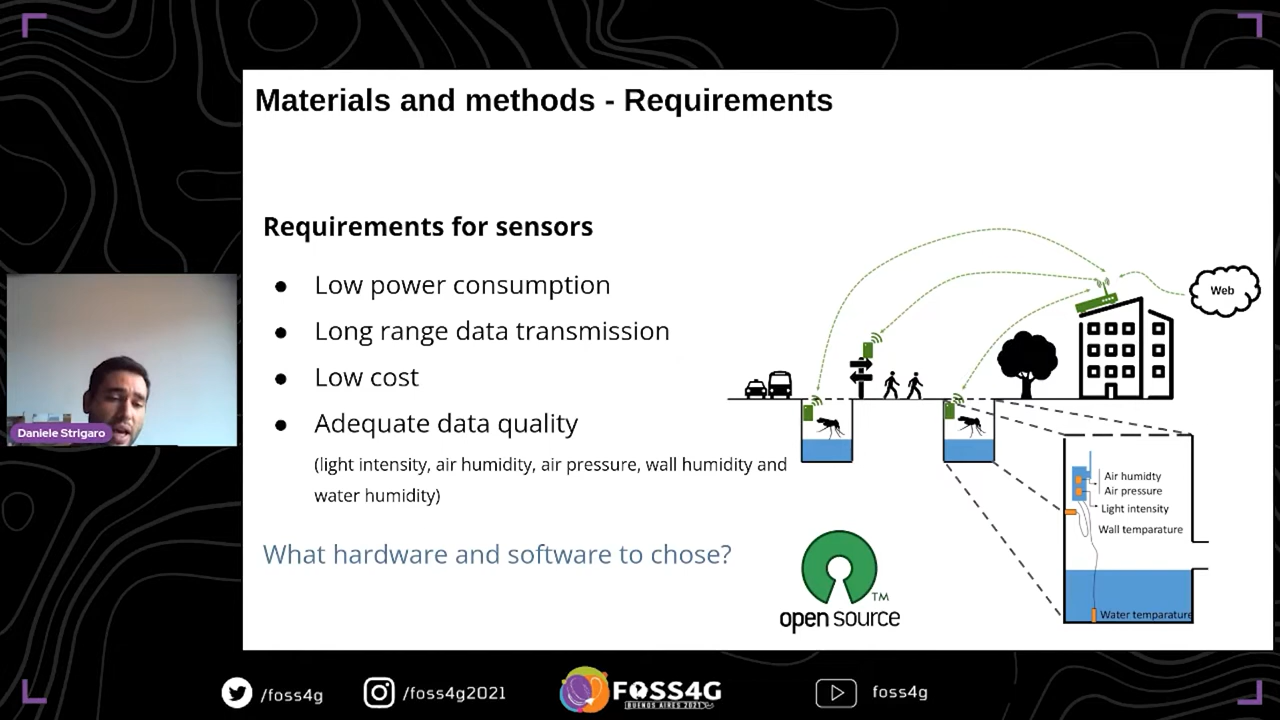 Materials and methods - Requirements
Requirements for sensors
● Low power consumption
● Long range data transmission
● Low cost
● Adequate data quality
(light intensity, air humidity, air pressure, wall humidity and
water humidity)
What hardware and software to chose?
Web
Air humidty
Air pressure
Light intensity
Wall temparature
Water temparature
TM
open source
Daniele Strigaro
/foss4g
/foss4g2021
FOSS4G
BUENOS AIRES 2021
foss4g